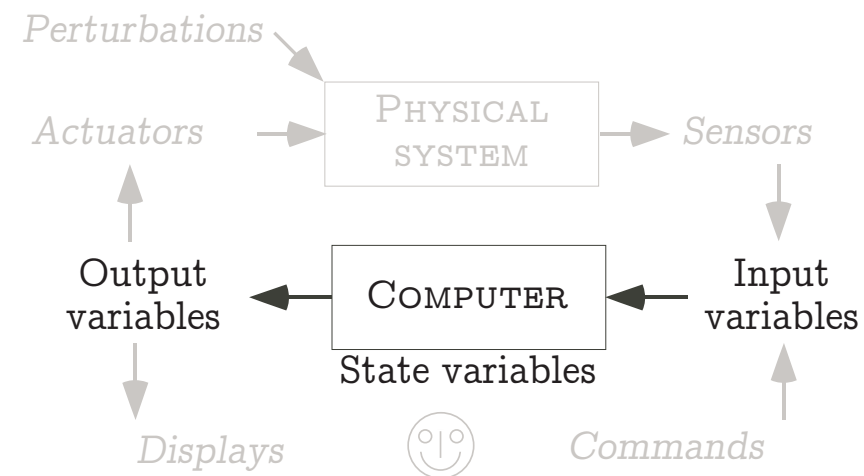 Perturbations
Actuators
PHYSICAL
SYSTEM
Sensors
Output
variables
COMPUTER
Input
variables
State variables
Displays
Commands